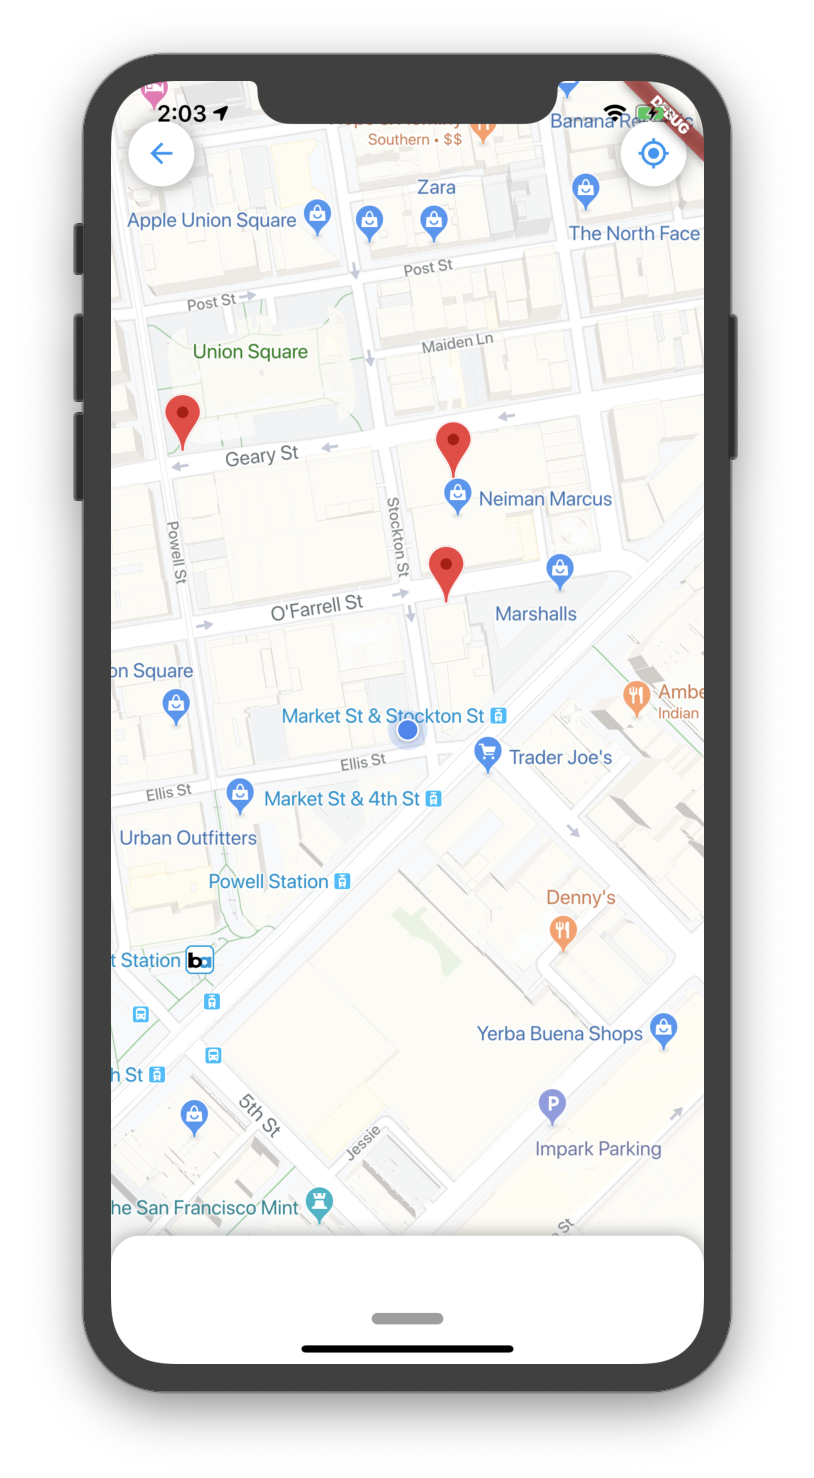 2:03
DEBUG
Southern • $$
Banana Re
Zara
Apple Union Square
The North Face
Post St
Post St
Union Square
Maiden Ln
Geary St
Neiman Marcus
Powell St
Stockton St
O'Farrell St
Marshalls
on Square
Ambe
Indian
Market St & Stockton St
Ellis St
Trader Joe's
Ellis St
Market St & 4th St
Urban Outfitters
Powell Station
Denny's
t Station
ba
Yerba Buena Shops
h St
5th St
P
Jessie
Impark Parking
he San Francisco Mint
n St